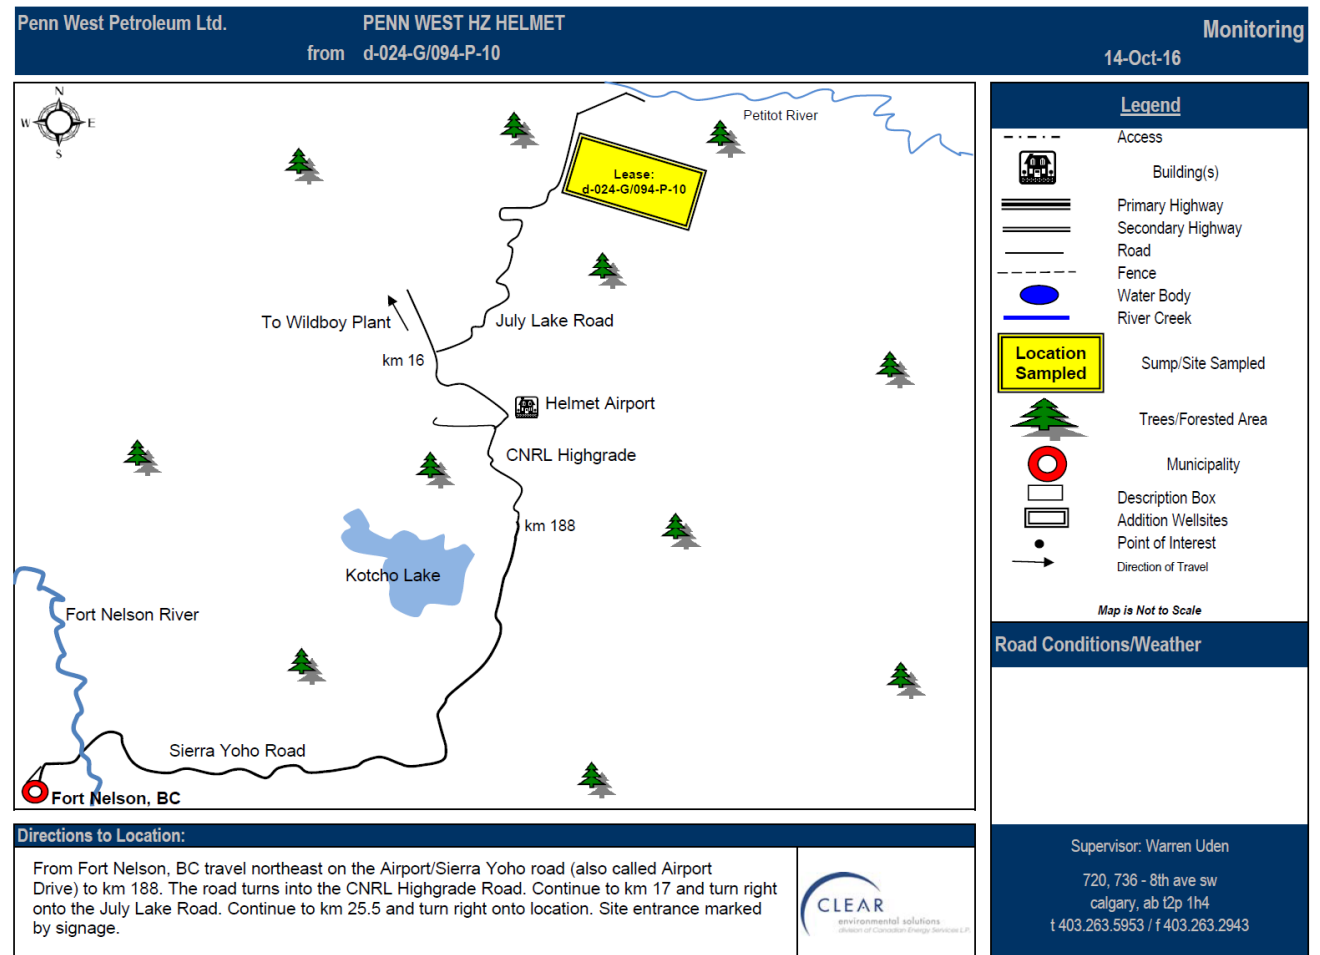 Penn West Petroleum Ltd.
PENN WEST HZ HELMET
Monitoring
from d-024-G/094-P-10
14-Oct-16
N
W E
S
Petitot River
Lease:
d-024-G/094-P-10
To Wildboy Plant
July Lake Road
km 16
Helmet Airport
CNRL Highgrade
km 188
Kotcho Lake
Fort Nelson River
Sierra Yoho Road
Fort Nelson, BC
Legend
Access
Building(s)
Primary Highway
Secondary Highway
Road
Fence
Water Body
River Creek
Location
Sampled
Sump/Site Sampled
Trees/Forested Area
Municipality
Description Box
Addition Wellsites
Point of Interest
Direction of Travel
Map is Not to Scale
Road Conditions/Weather
Directions to Location:
From Fort Nelson, BC travel northeast on the Airport/Sierra Yoho road (also called Airport
Drive) to km 188. The road turns into the CNRL Highgrade Road. Continue to km 17 and turn right
onto the July Lake Road. Continue to km 25.5 and turn right onto location. Site entrance marked
by signage.
CLEAR
environmental solutions
division of Canadian Energy Services L.P.
Supervisor: Warren Uden
720, 736 - 8th ave sw
calgary, ab t2p 1h4
t 403.263.5953 / f 403.263.2943